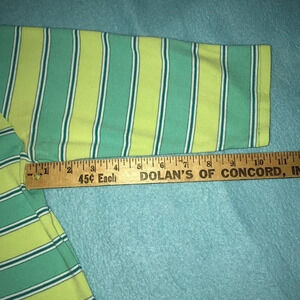 1 2 3 4 5 6 7 8 9 10 11
45¢ Each DOLAN'S OF CONCORD, IN